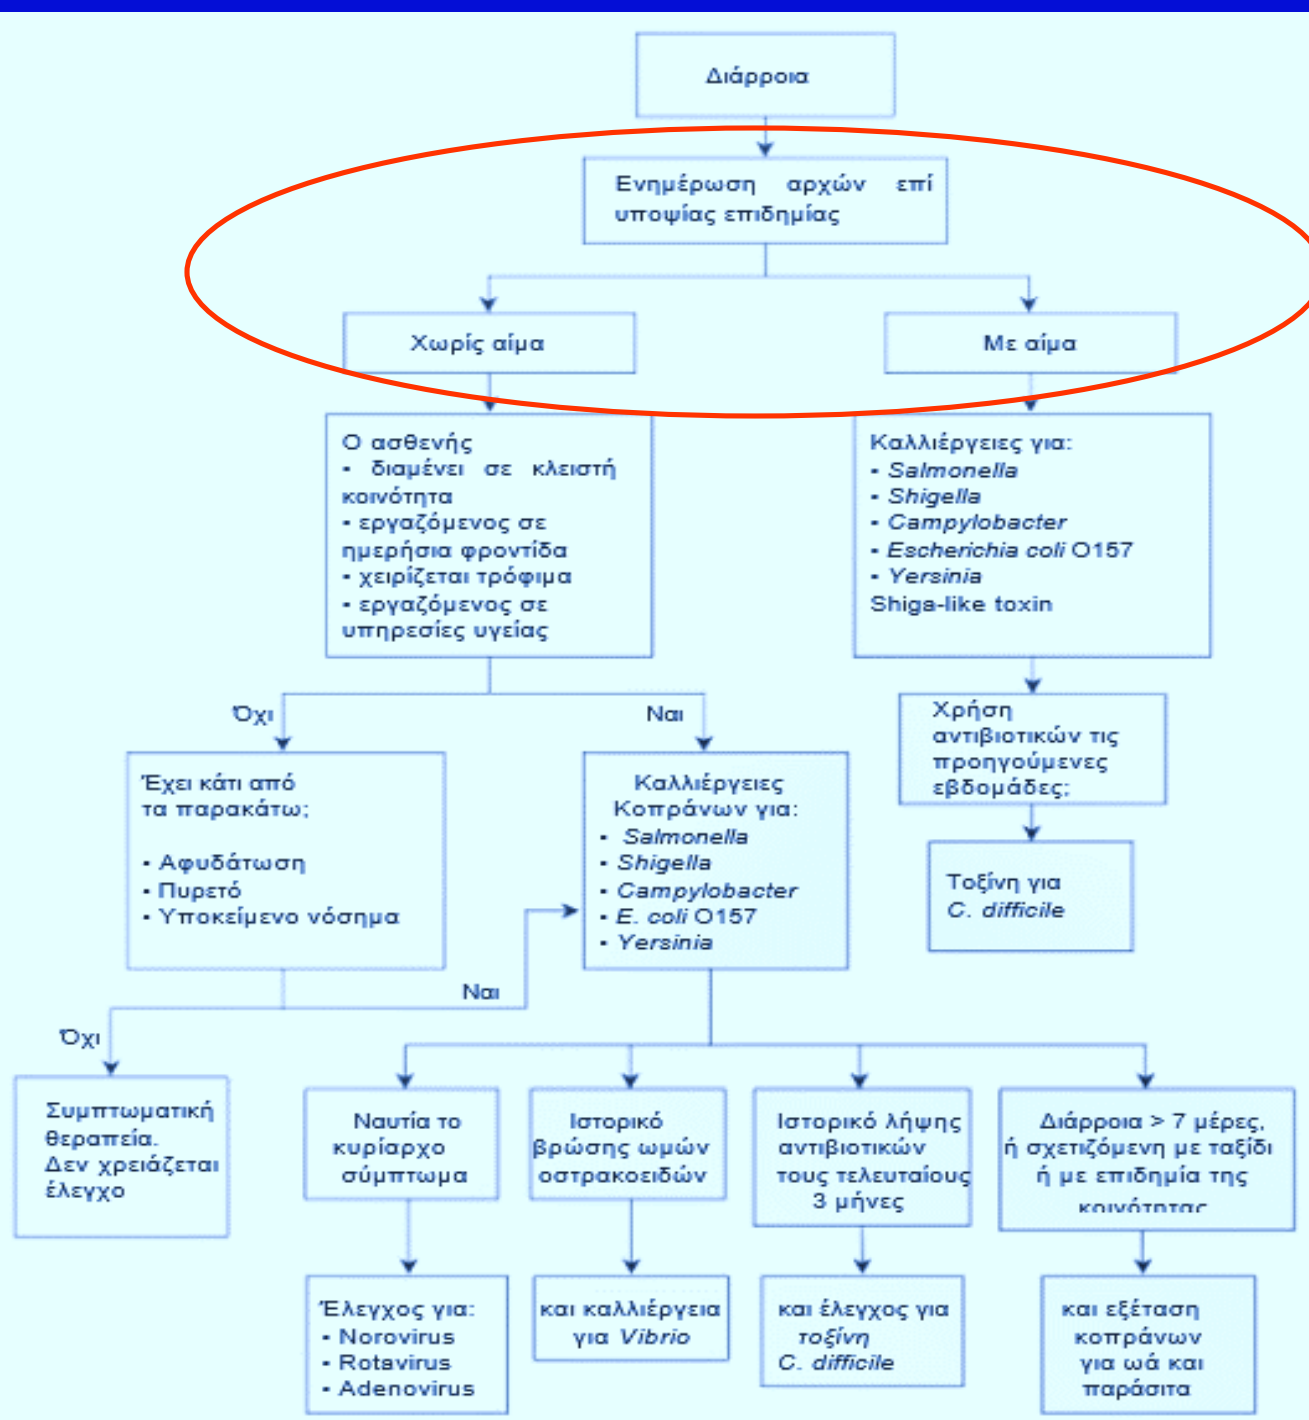 Διάρροια
Ενημέρωση αρχών επί
υποψίας επιδημίας
Χωρίς αίμα
Με αίμα
Ο ασθενής
- διαμένει σε κλειστή
κοινότητα
- εργαζόμενος σε
ημερήσια φροντίδα
- χειρίζεται τρόφιμα
- εργαζόμενος σε
υπηρεσίες υγείας
Καλλιέργειες για:
- Salmonella
- Shigella
- Campylobacter
- Escherichia coli O157
- Yersinia
Shiga-like toxin
Όχι
Ναι
Χρήση
αντιβιοτικών τις
προηγούμενες
εβδομάδες;
Έχει κάτι από
τα παρακάτω;
- Αφυδάτωση
- Πυρετό
- Υποκείμενο νόσημα
Καλλιέργειες
Κοπράνων για:
- Salmonella
- Shigella
- Campylobacter
- E. coli O157
- Yersinia
Τοξίνη για
C. difficile
Ναι
Όχι
Συμπτωματική
θεραπεία.
Δεν χρειάζεται
έλεγχο
Ναυτία το
κυρίαρχο
σύμπτωμα
Ιστορικό
βρώσης ωμών
οστρακοειδών
Ιστορικό λήψης
αντιβιοτικών
τους τελευταίους
3 μήνες
Διάρροια > 7 μέρες,
ή σχετιζόμενη με ταξίδι
ή με επιδημία της
κοινότητας
Έλεγχος για:
- Norovirus
- Rotavirus
- Adenovirus
και καλλιέργεια
για Vibrio
και έλεγχος για
τοξίνη
C. difficile
και εξέταση
κοπράνων
για ωά και
παράσιτα